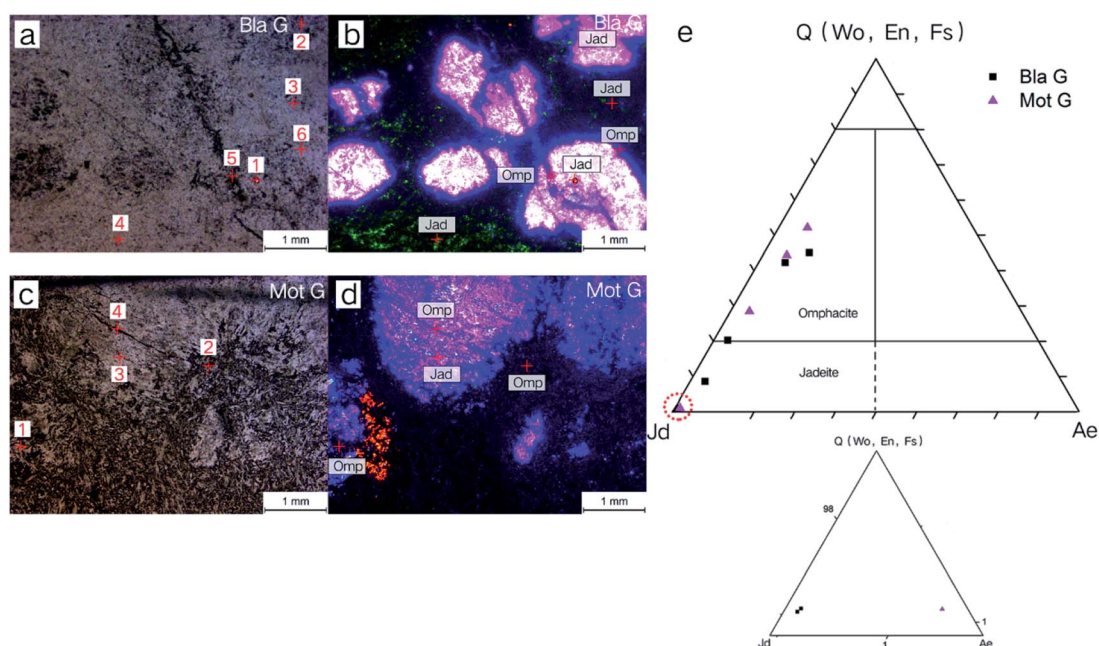 a
Bla G
2
3
6
5
1
4
1 mm
b
Bla G
Jad
Jad
Omp
Omp
Jad
Jad
1 mm
c
Mot G
4
3
2
1
1 mm
d
Mot G
Omp
Jad
Omp
Omp
1 mm
e
Q (Wo, En, Fs)
Bla G
Mot G
Omphacite
Jadeite
Jd
Ae
Q (Wo, En, Fs)
98
1
Jd
1
Ae